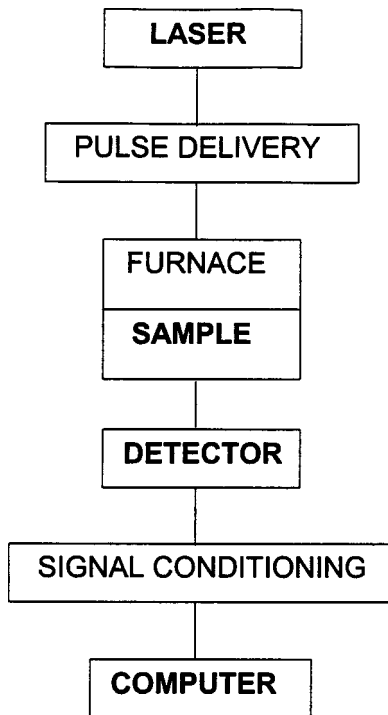 LASER
PULSE DELIVERY
FURNACE
SAMPLE
DETECTOR
SIGNAL CONDITIONING
COMPUTER